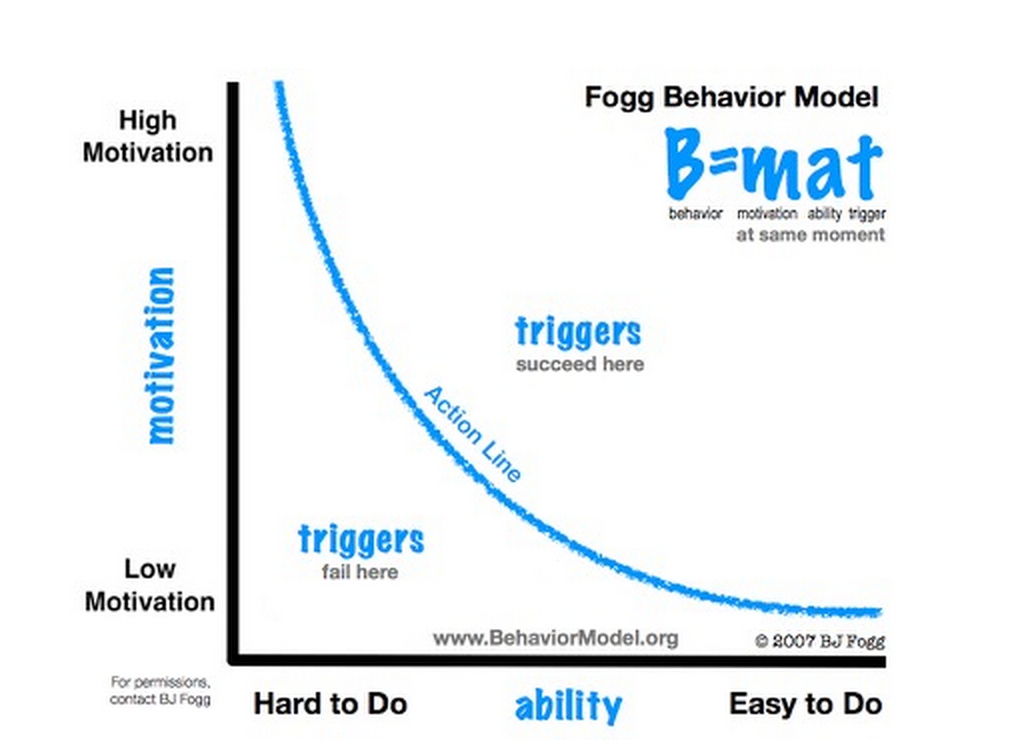 Fogg Behavior Model
B=mat
behavior motivation ability trigger
at same moment
High
Motivation
motivation
triggers
succeed here
Action Line
triggers
fail here
Low
Motivation
www.BehaviorModel.org
© 2007 BJ Fogg
For permissions,
contact BJ Fogg
Hard to Do
ability
Easy to Do